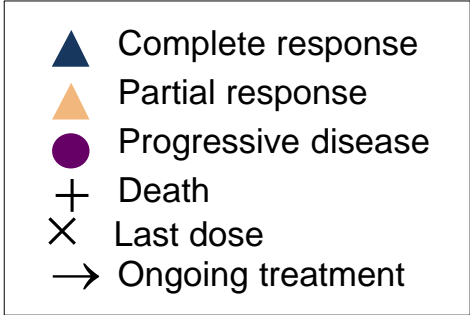 Complete response
Partial response
Progressive disease
Death
Last dose
Ongoing treatment